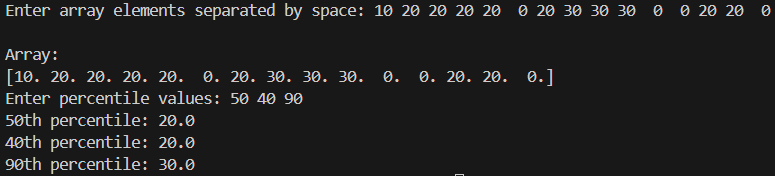 Enter array elements separated by space: 10 20 20 20 20  0 20 30 30 30  0  0 20 20  0
Array:
[10. 20. 20. 20. 20.  0. 20. 30. 30. 30.  0.  0. 20. 20.  0.]
Enter percentile values: 50 40 90
50th percentile: 20.0
40th percentile: 20.0
90th percentile: 30.0